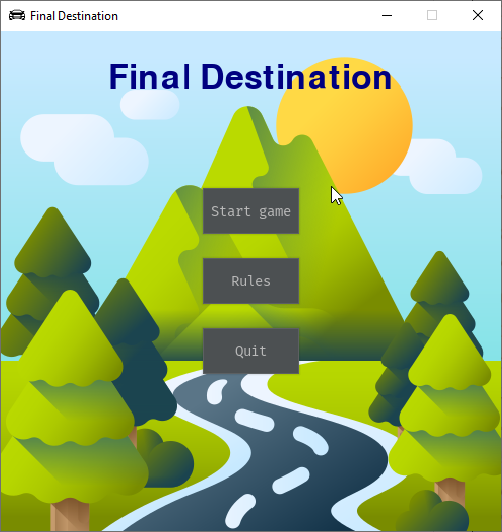 Final Destination
Final Destination
Start game
Rules
Quit